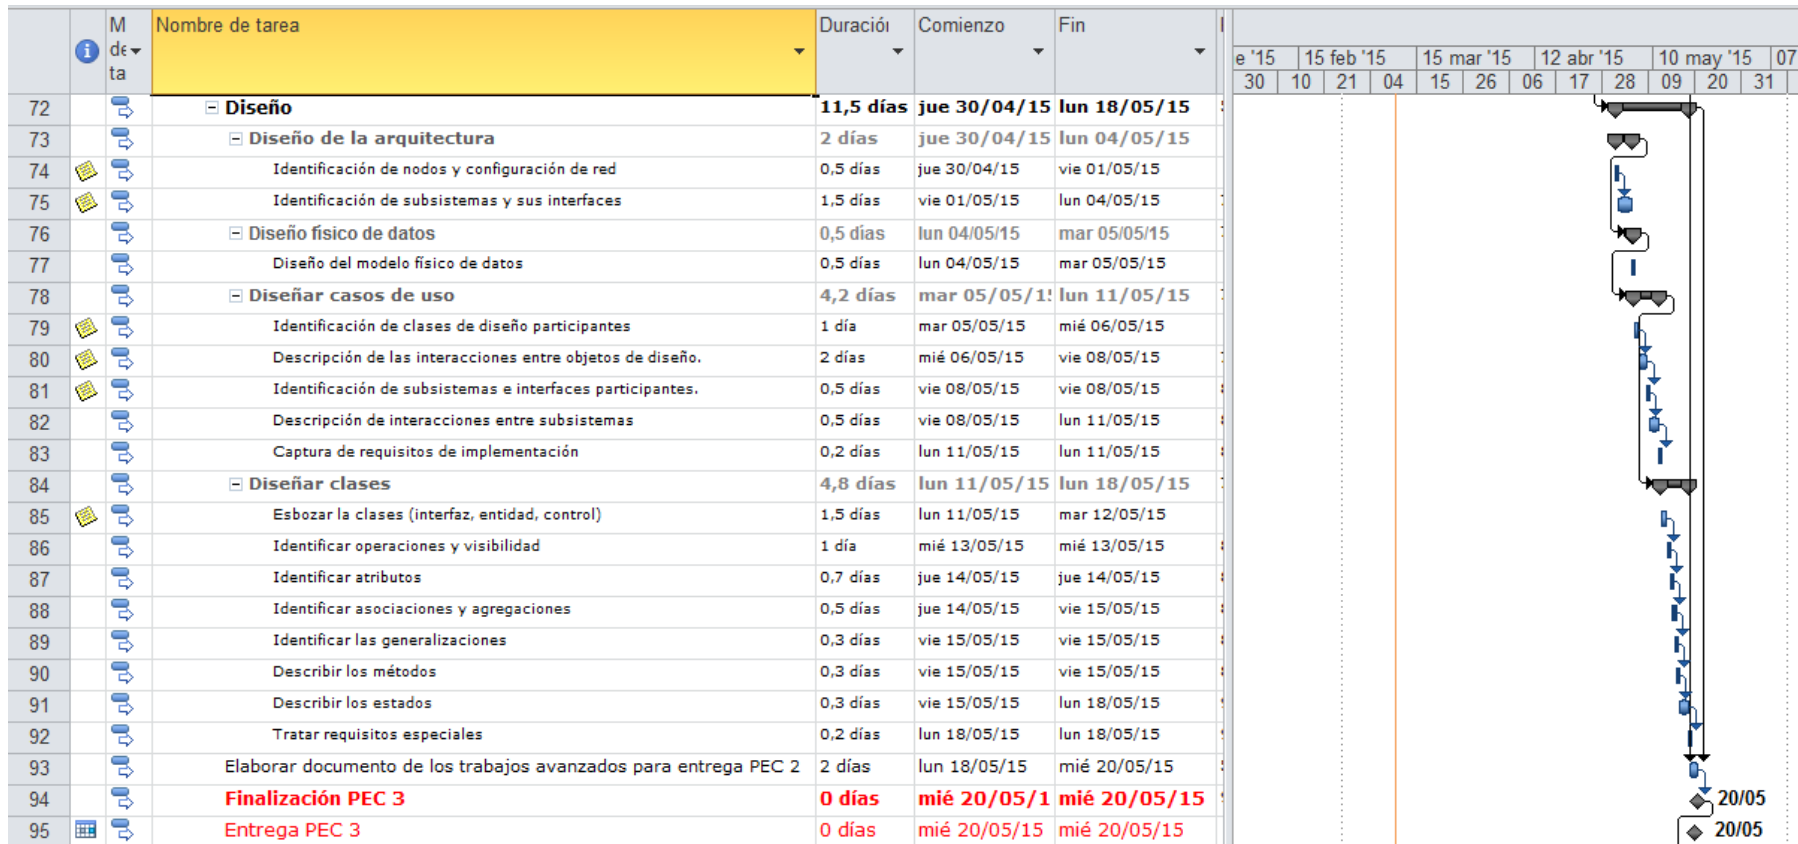 M de ta Nombre de tarea Duración Comienzo Fin
e '15 15 feb '15 15 mar '15 12 abr '15 10 may '15 07
30 10 21 04 15 26 06 17 28 09 20 31
72 Diseño 11,5 días jue 30/04/15 lun 18/05/15
73 Diseño de la arquitectura 2 días jue 30/04/15 lun 04/05/15
74 Identificación de nodos y configuración de red 0,5 días jue 30/04/15 vie 01/05/15
75 Identificación de subsistemas y sus interfaces 1,5 días vie 01/05/15 lun 04/05/15
76 Diseño físico de datos 0,5 días lun 04/05/15 mar 05/05/15
77 Diseño del modelo físico de datos 0,5 días lun 04/05/15 mar 05/05/15
78 Diseñar casos de uso 4,2 días mar 05/05/1 lun 11/05/15
79 Identificación de clases de diseño participantes 1 día mar 05/05/15 mié 06/05/15
80 Descripción de las interacciones entre objetos de diseño. 2 días mié 06/05/15 vie 08/05/15
81 Identificación de subsistemas e interfaces participantes. 0,5 días vie 08/05/15 vie 08/05/15
82 Descripción de interacciones entre subsistemas 0,5 días vie 08/05/15 lun 11/05/15
83 Captura de requisitos de implementación 0,2 días lun 11/05/15 lun 11/05/15
84 Diseñar clases 4,8 días lun 11/05/15 lun 18/05/15
85 Esbozar la clases (interfaz, entidad, control) 1,5 días lun 11/05/15 mar 12/05/15
86 Identificar operaciones y visibilidad 1 día mié 13/05/15 mié 13/05/15
87 Identificar atributos 0,7 días jue 14/05/15 jue 14/05/15
88 Identificar asociaciones y agregaciones 0,5 días jue 14/05/15 vie 15/05/15
89 Identificar las generalizaciones 0,3 días vie 15/05/15 vie 15/05/15
90 Describir los métodos 0,3 días vie 15/05/15 vie 15/05/15
91 Describir los estados 0,3 días vie 15/05/15 lun 18/05/15
92 Tratar requisitos especiales 0,2 días lun 18/05/15 lun 18/05/15
93 Elaborar documento de los trabajos avanzados para entrega PEC 2 2 días lun 18/05/15 mié 20/05/15
94 Finalización PEC 3 0 días mié 20/05/1 mié 20/05/15 20/05
95 Entrega PEC 3 0 días mié 20/05/15 mié 20/05/15 20/05